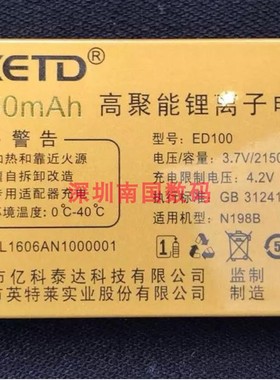 KETD®
0mAh 高聚能锂离子电
警告
加热和靠近火源
自拆卸改造
专用适配器充电
环境温度: 0°C-40°C
L1606AN1000001
型号: ED100
电压/容量: 3.7V/2150
充电限制电压: 4.2V
执行标准: GB 31241
适用机型: N198B
深圳南国数码
市亿科泰达科技有限公司
市英特莱实业股份有限公司